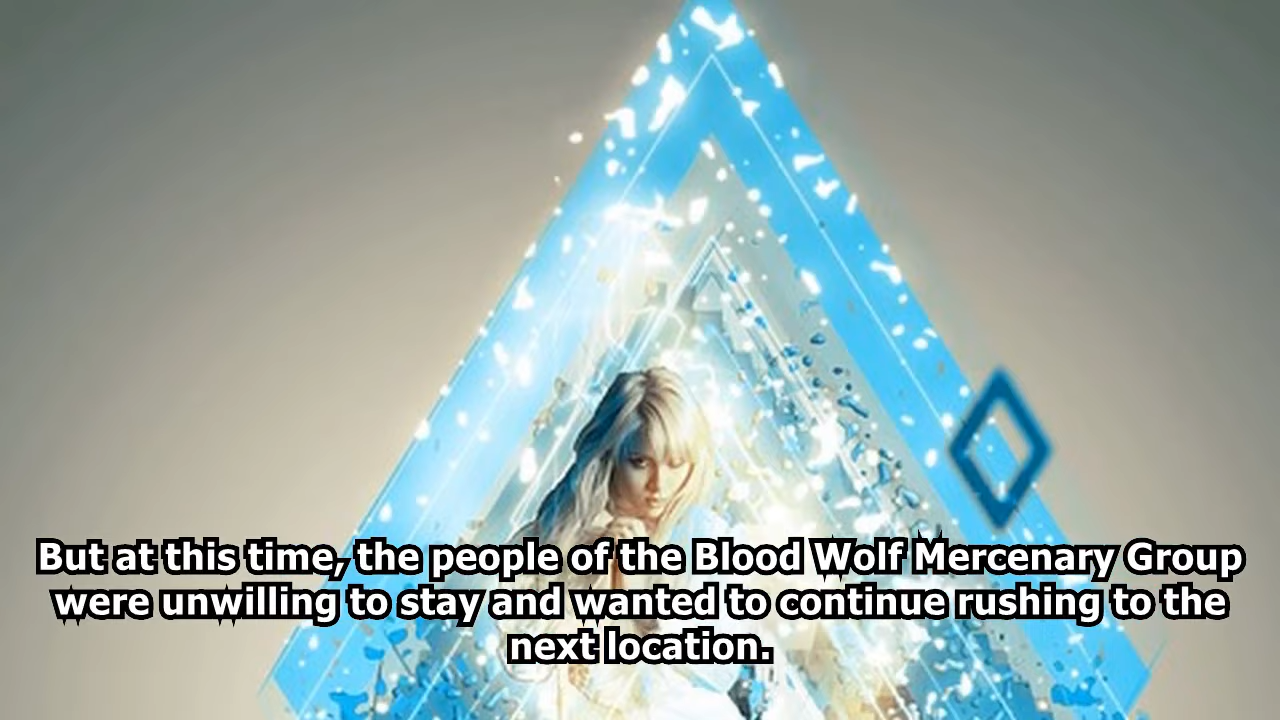 But at this time, the people of the Blood Wolf Mercenary Group
were unwilling to stay and wanted to continue rushing to the
next location.